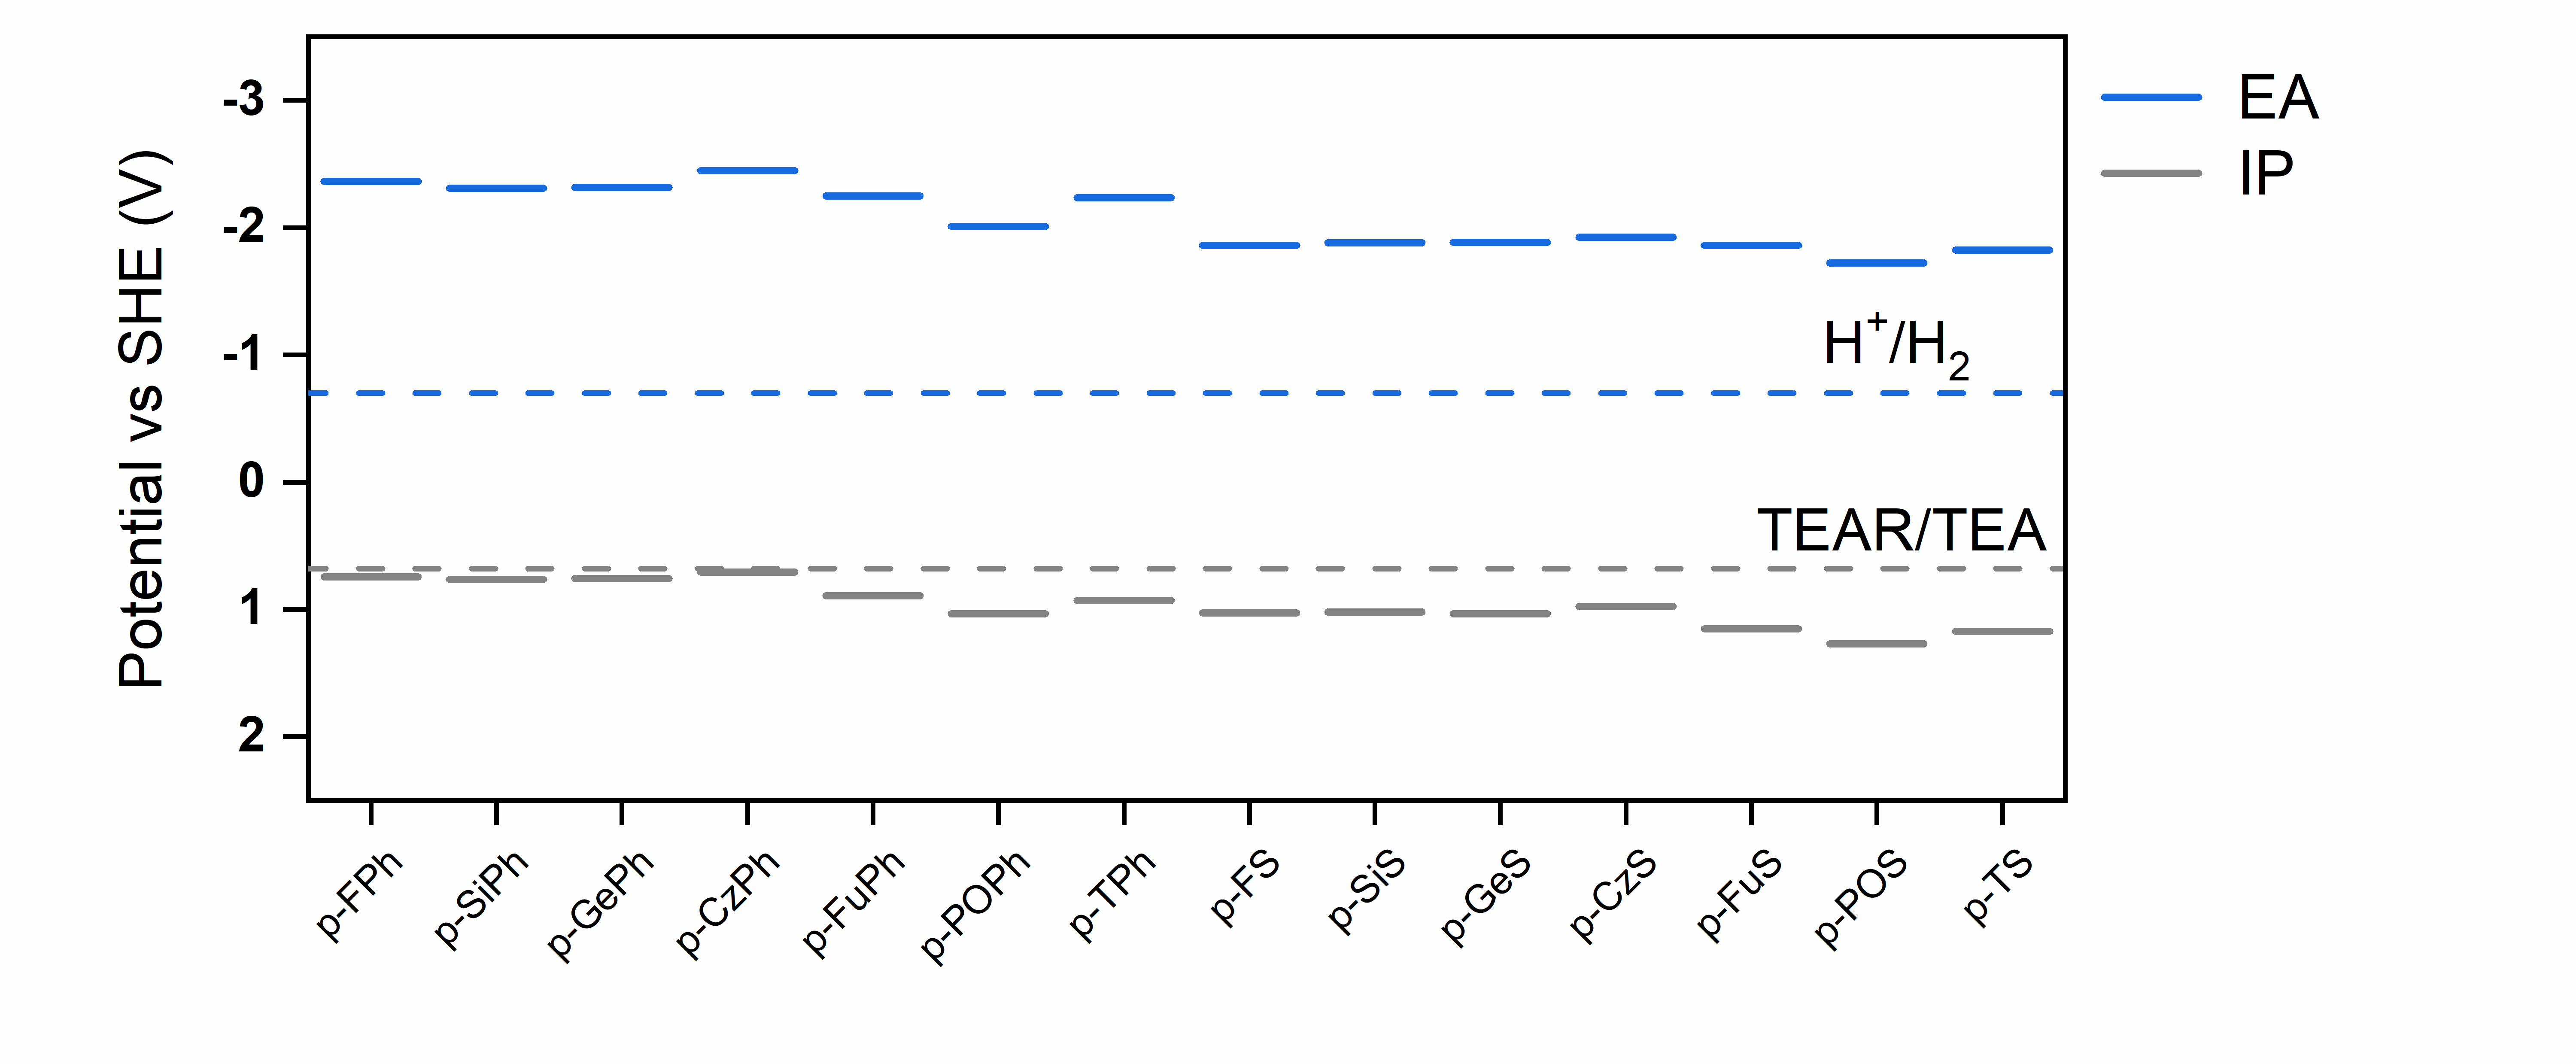 Potential vs SHE (V)
-3
-2
-1
0
1
2
EA
IP
H⁺/H₂
TEAR/TEA
p-FPh
p-SiPh
p-GePh
p-CzPh
p-FuPh
p-POPh
p-TPh
p-FS
p-SiS
p-GeS
p-CzS
p-FuS
p-POS
p-TS